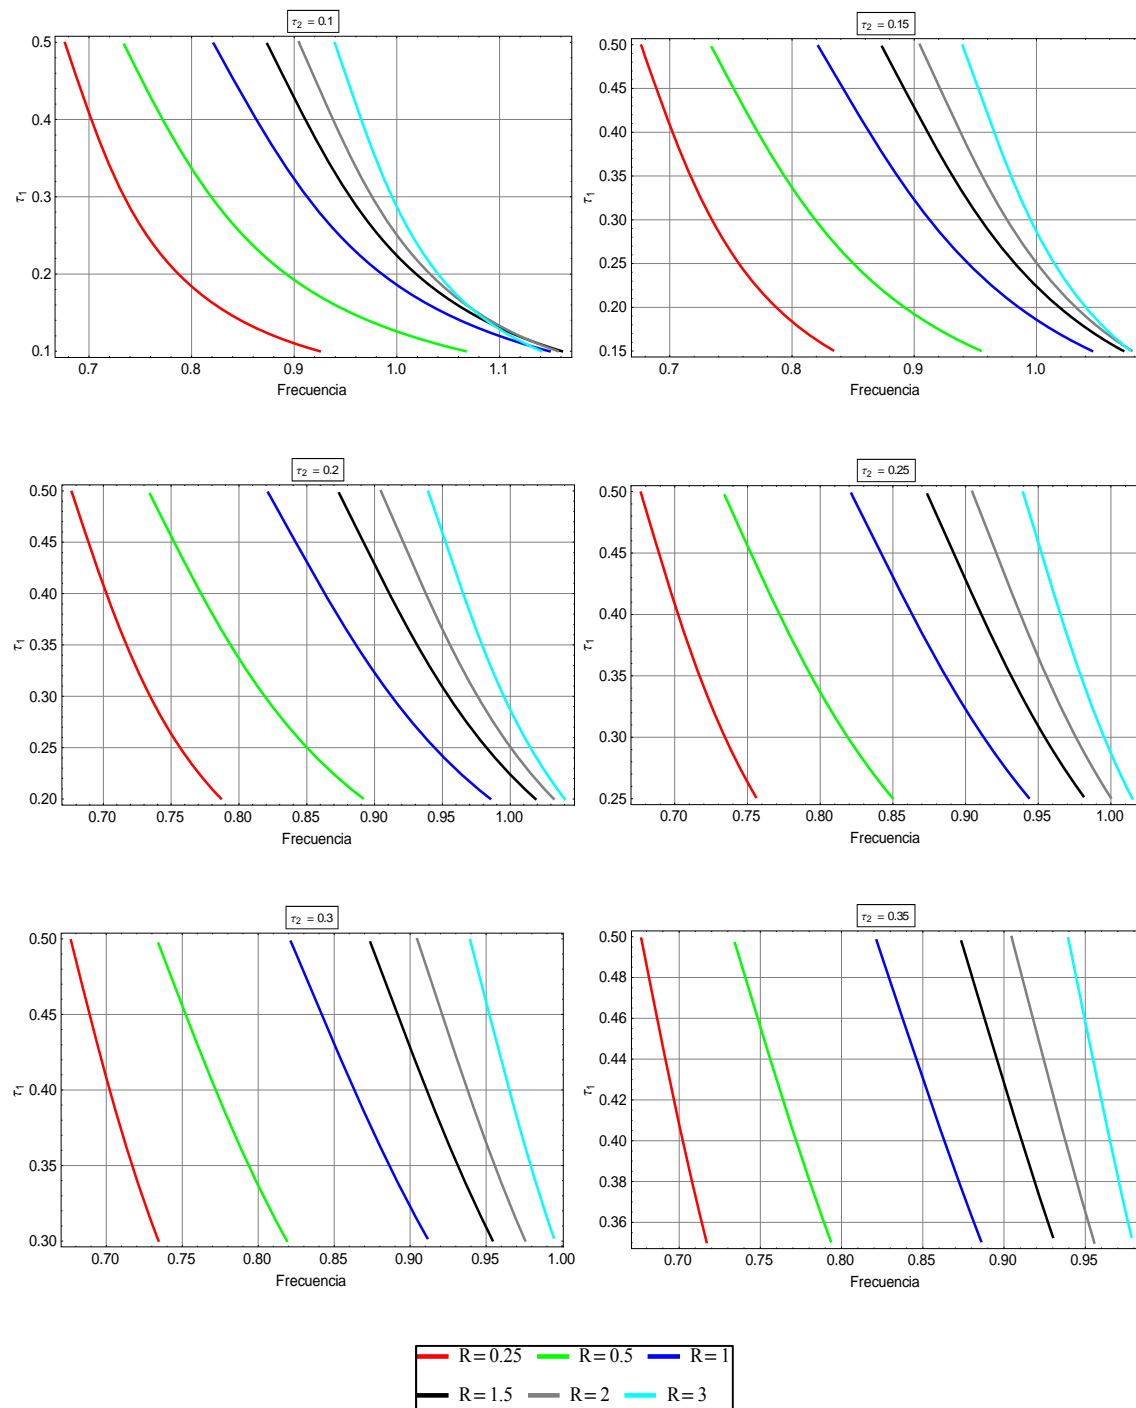 τ2 = 0.1
0.5
0.4
0.3
0.2
0.1
τ1
0.7 0.8 0.9 1.0 1.1
Frecuencia
τ2 = 0.15
0.50
0.45
0.40
0.35
0.30
0.25
0.20
0.15
τ1
0.7 0.8 0.9 1.0
Frecuencia
τ2 = 0.2
0.50
0.45
0.40
0.35
0.30
0.25
0.20
τ1
0.70 0.75 0.80 0.85 0.90 0.95 1.00
Frecuencia
τ2 = 0.25
0.50
0.45
0.40
0.35
0.30
0.25
τ1
0.70 0.75 0.80 0.85 0.90 0.95 1.00
Frecuencia
τ2 = 0.3
0.50
0.45
0.40
0.35
0.30
τ1
0.70 0.75 0.80 0.85 0.90 0.95 1.00
Frecuencia
τ2 = 0.35
0.50
0.48
0.46
0.44
0.42
0.40
0.38
0.36
τ1
0.70 0.75 0.80 0.85 0.90 0.95
Frecuencia
R=0.25 R=0.5 R=1
R=1.5 R=2 R=3